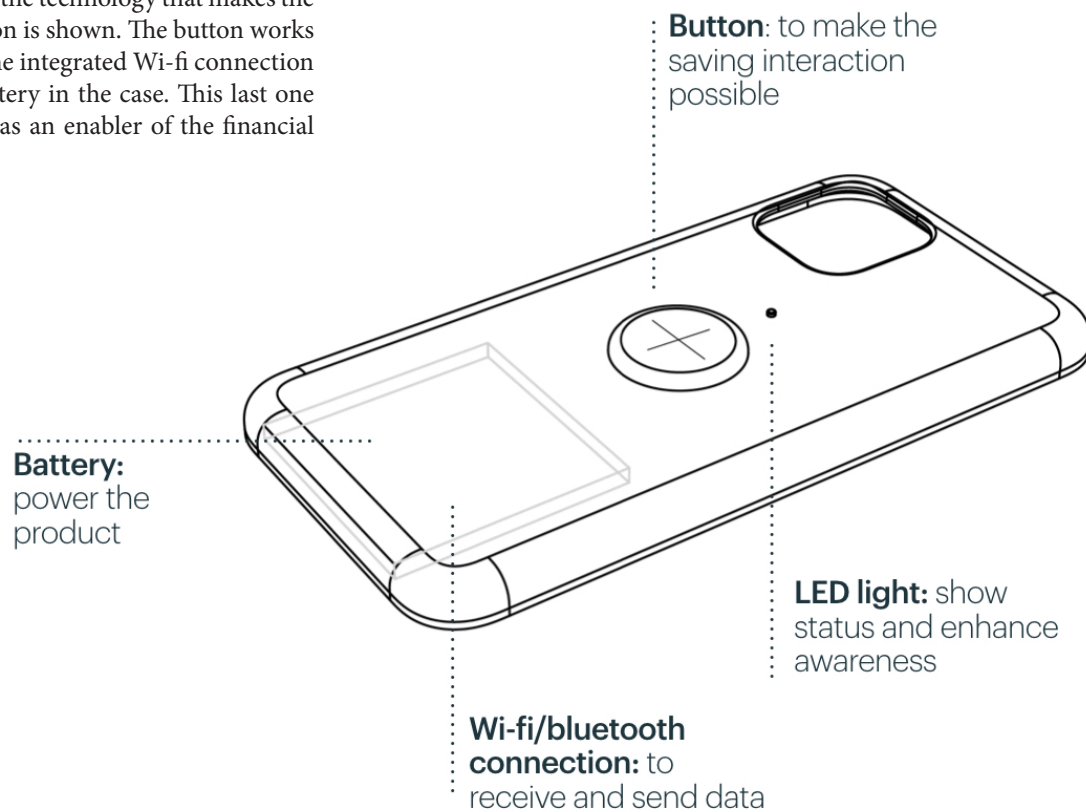 the technology that makes the
on is shown. The button works
he integrated Wi-fi connection
tery in the case. This last one
as an enabler of the financial
Button: to make the
saving interaction
possible
Battery:
power the
product
LED light: show
status and enhance
awareness
Wi-fi/bluetooth
connection: to
receive and send data